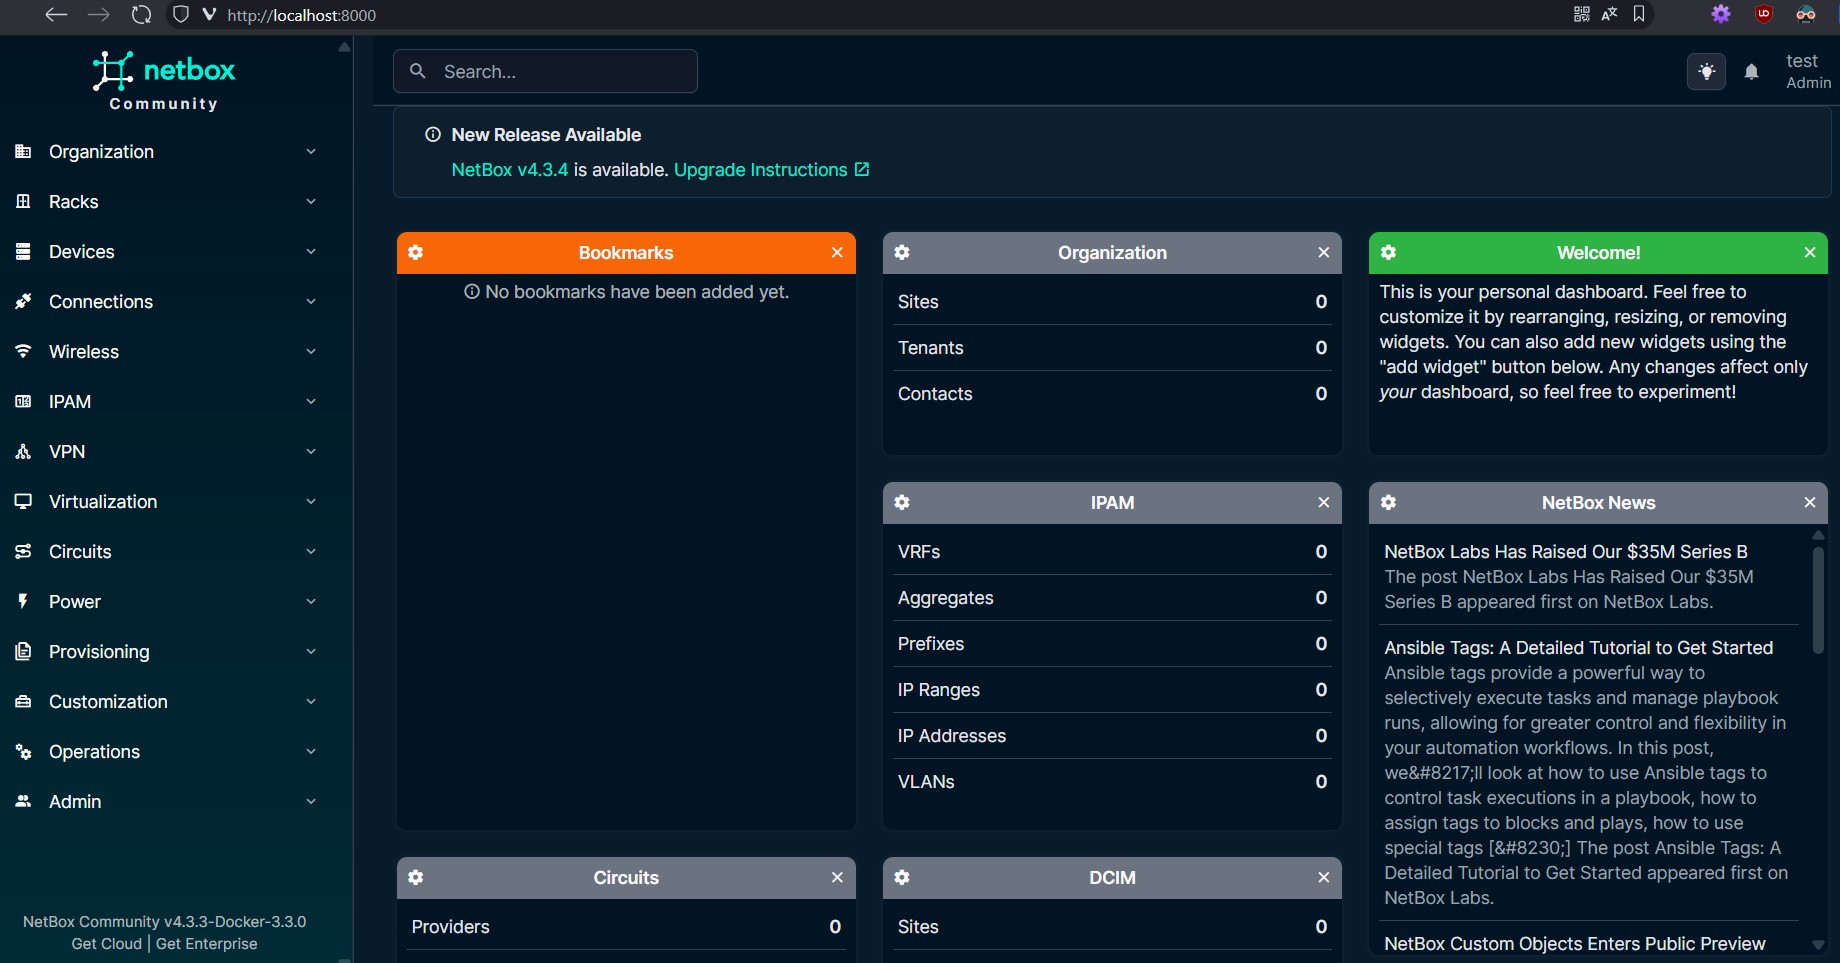 http://localhost:8000
netbox
Community
Search...
test
Admin
New Release Available
NetBox v4.3.4 is available. Upgrade Instructions
Organization
Racks
Devices
Connections
Wireless
IPAM
VPN
Virtualization
Circuits
Power
Provisioning
Customization
Operations
Admin
NetBox Community v4.3.3-Docker-3.3.0
Get Cloud | Get Enterprise
Bookmarks
No bookmarks have been added yet.
Organization
Sites 0
Tenants 0
Contacts 0
Welcome!
This is your personal dashboard. Feel free to
customize it by rearranging, resizing, or removing
widgets. You can also add new widgets using the
"add widget" button below. Any changes affect only
your dashboard, so feel free to experiment!
IPAM
VRFs 0
Aggregates 0
Prefixes 0
IP Ranges 0
IP Addresses 0
VLANs 0
NetBox News
NetBox Labs Has Raised Our $35M Series B
The post NetBox Labs Has Raised Our $35M
Series B appeared first on NetBox Labs.
Ansible Tags: A Detailed Tutorial to Get Started
Ansible tags provide a powerful way to
selectively execute tasks and manage playbook
runs, allowing for greater control and flexibility in
your automation workflows. In this post,
we&#8217;ll look at how to use Ansible tags to
control task executions in a playbook, how to
assign tags to blocks and plays, how to use
special tags [&#8230;] The post Ansible Tags: A
Detailed Tutorial to Get Started appeared first on
NetBox Labs.
NetBox Custom Objects Enters Public Preview
Circuits
Providers 0
DCIM
Sites 0